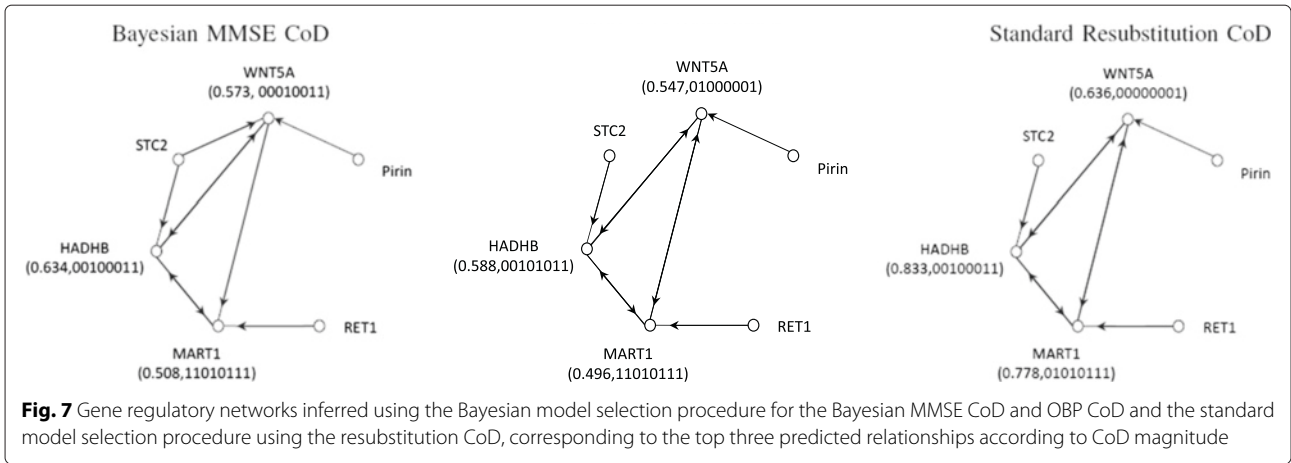 Bayesian MMSE CoD
WNT5A
(0.573, 00010011)
STC2
Pirin
HADHB
(0.634,00100011)
RET1
MART1
(0.508,11010111)
WNT5A
(0.547,01000001)
STC2
Pirin
HADHB
(0.588,00101011)
RET1
MART1
(0.496,11010111)
Standard Resubstitution CoD
WNT5A
(0.636,00000001)
STC2
Pirin
HADHB
(0.833,00100011)
RET1
MART1
(0.778,01010111)
Fig. 7 Gene regulatory networks inferred using the Bayesian model selection procedure for the Bayesian MMSE CoD and OBP CoD and the standard
model selection procedure using the resubstitution CoD, corresponding to the top three predicted relationships according to CoD magnitude